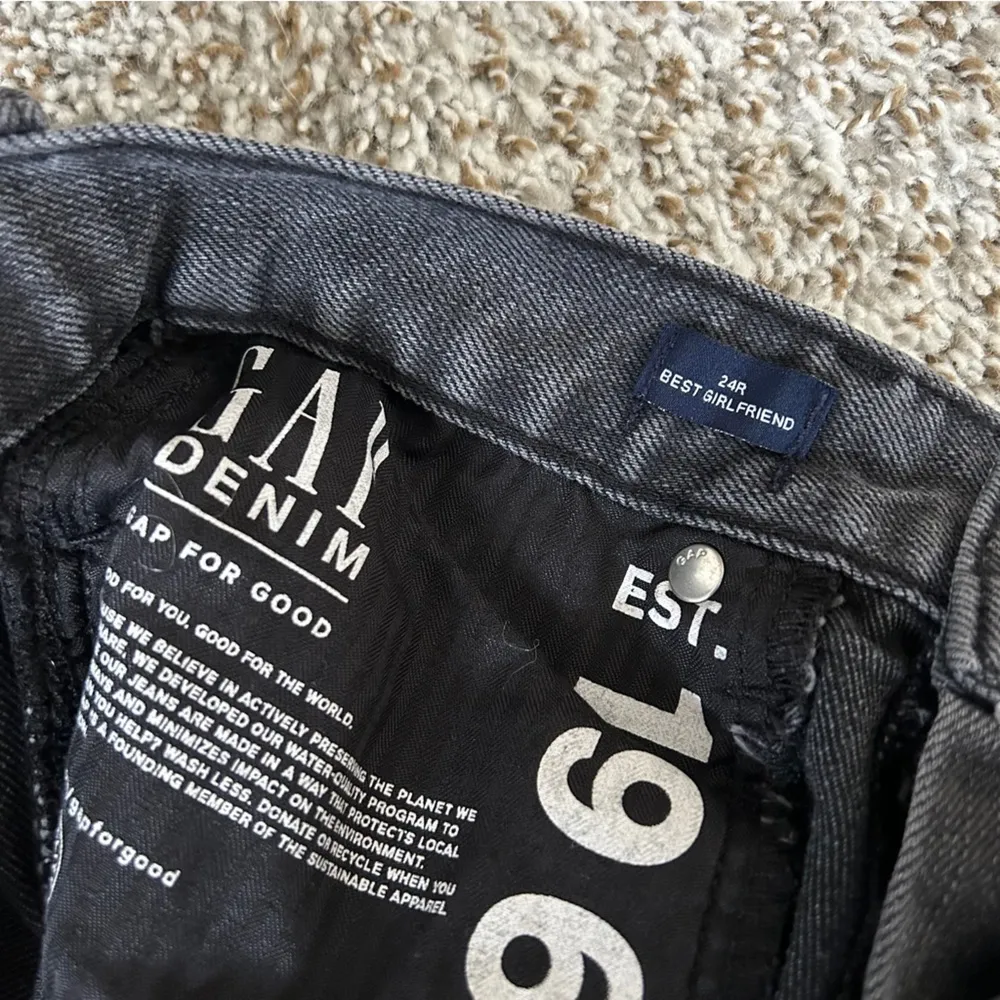 24R
BEST GIRLFRIEND
GAP
DENIM
GAP FOR GOOD
FOR YOU. GOOD FOR THE WORLD.
WE BELIEVE IN ACTIVELY PRESERVING THE PLANET WE
WE DEVELOPED OUR WATER-QUALITY PROGRAM TO
OUR JEANS ARE MADE IN A WAY THAT PROTECTS LOCAL
AND MINIMIZES IMPACT ON THE ENVIRONMENT.
YOU HELP? WASH LESS. DONATE OR RECYCLE WHEN YOU
A FOUNDING MEMBER OF THE SUSTAINABLE APPAREL
gapforgood
GAP
EST.
196